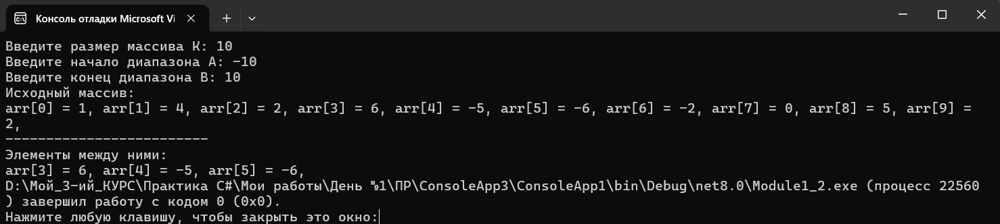 Консоль отладки Microsoft Vi
Введите размер массива K: 10
Введите начало диапазона A: -10
Введите конец диапазона B: 10
Исходный массив:
arr[0] = 1, arr[1] = 4, arr[2] = 2, arr[3] = 6, arr[4] = -5, arr[5] = -6, arr[6] = -2, arr[7] = 0, arr[8] = 5, arr[9] =
2,
-------------------------
Элементы между ними:
arr[3] = 6, arr[4] = -5, arr[5] = -6,
D:\Мой_3-ий_КУРС\Практика C#\Мои работы\День №1\ПР\ConsoleApp3\ConsoleApp1\bin\Debug\net8.0\Module1_2.exe (процесс 22560
) завершил работу с кодом 0 (0x0).
Нажмите любую клавишу, чтобы закрыть это окно: